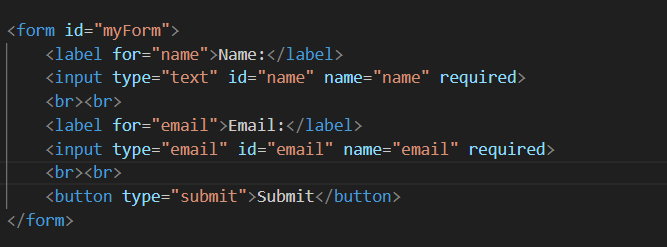 <form id="myForm">
<label for="name">Name:</label>
<input type="text" id="name" name="name" required>
<br><br>
<label for="email">Email:</label>
<input type="email" id="email" name="email" required>
<br><br>
<button type="submit">Submit</button>
</form>